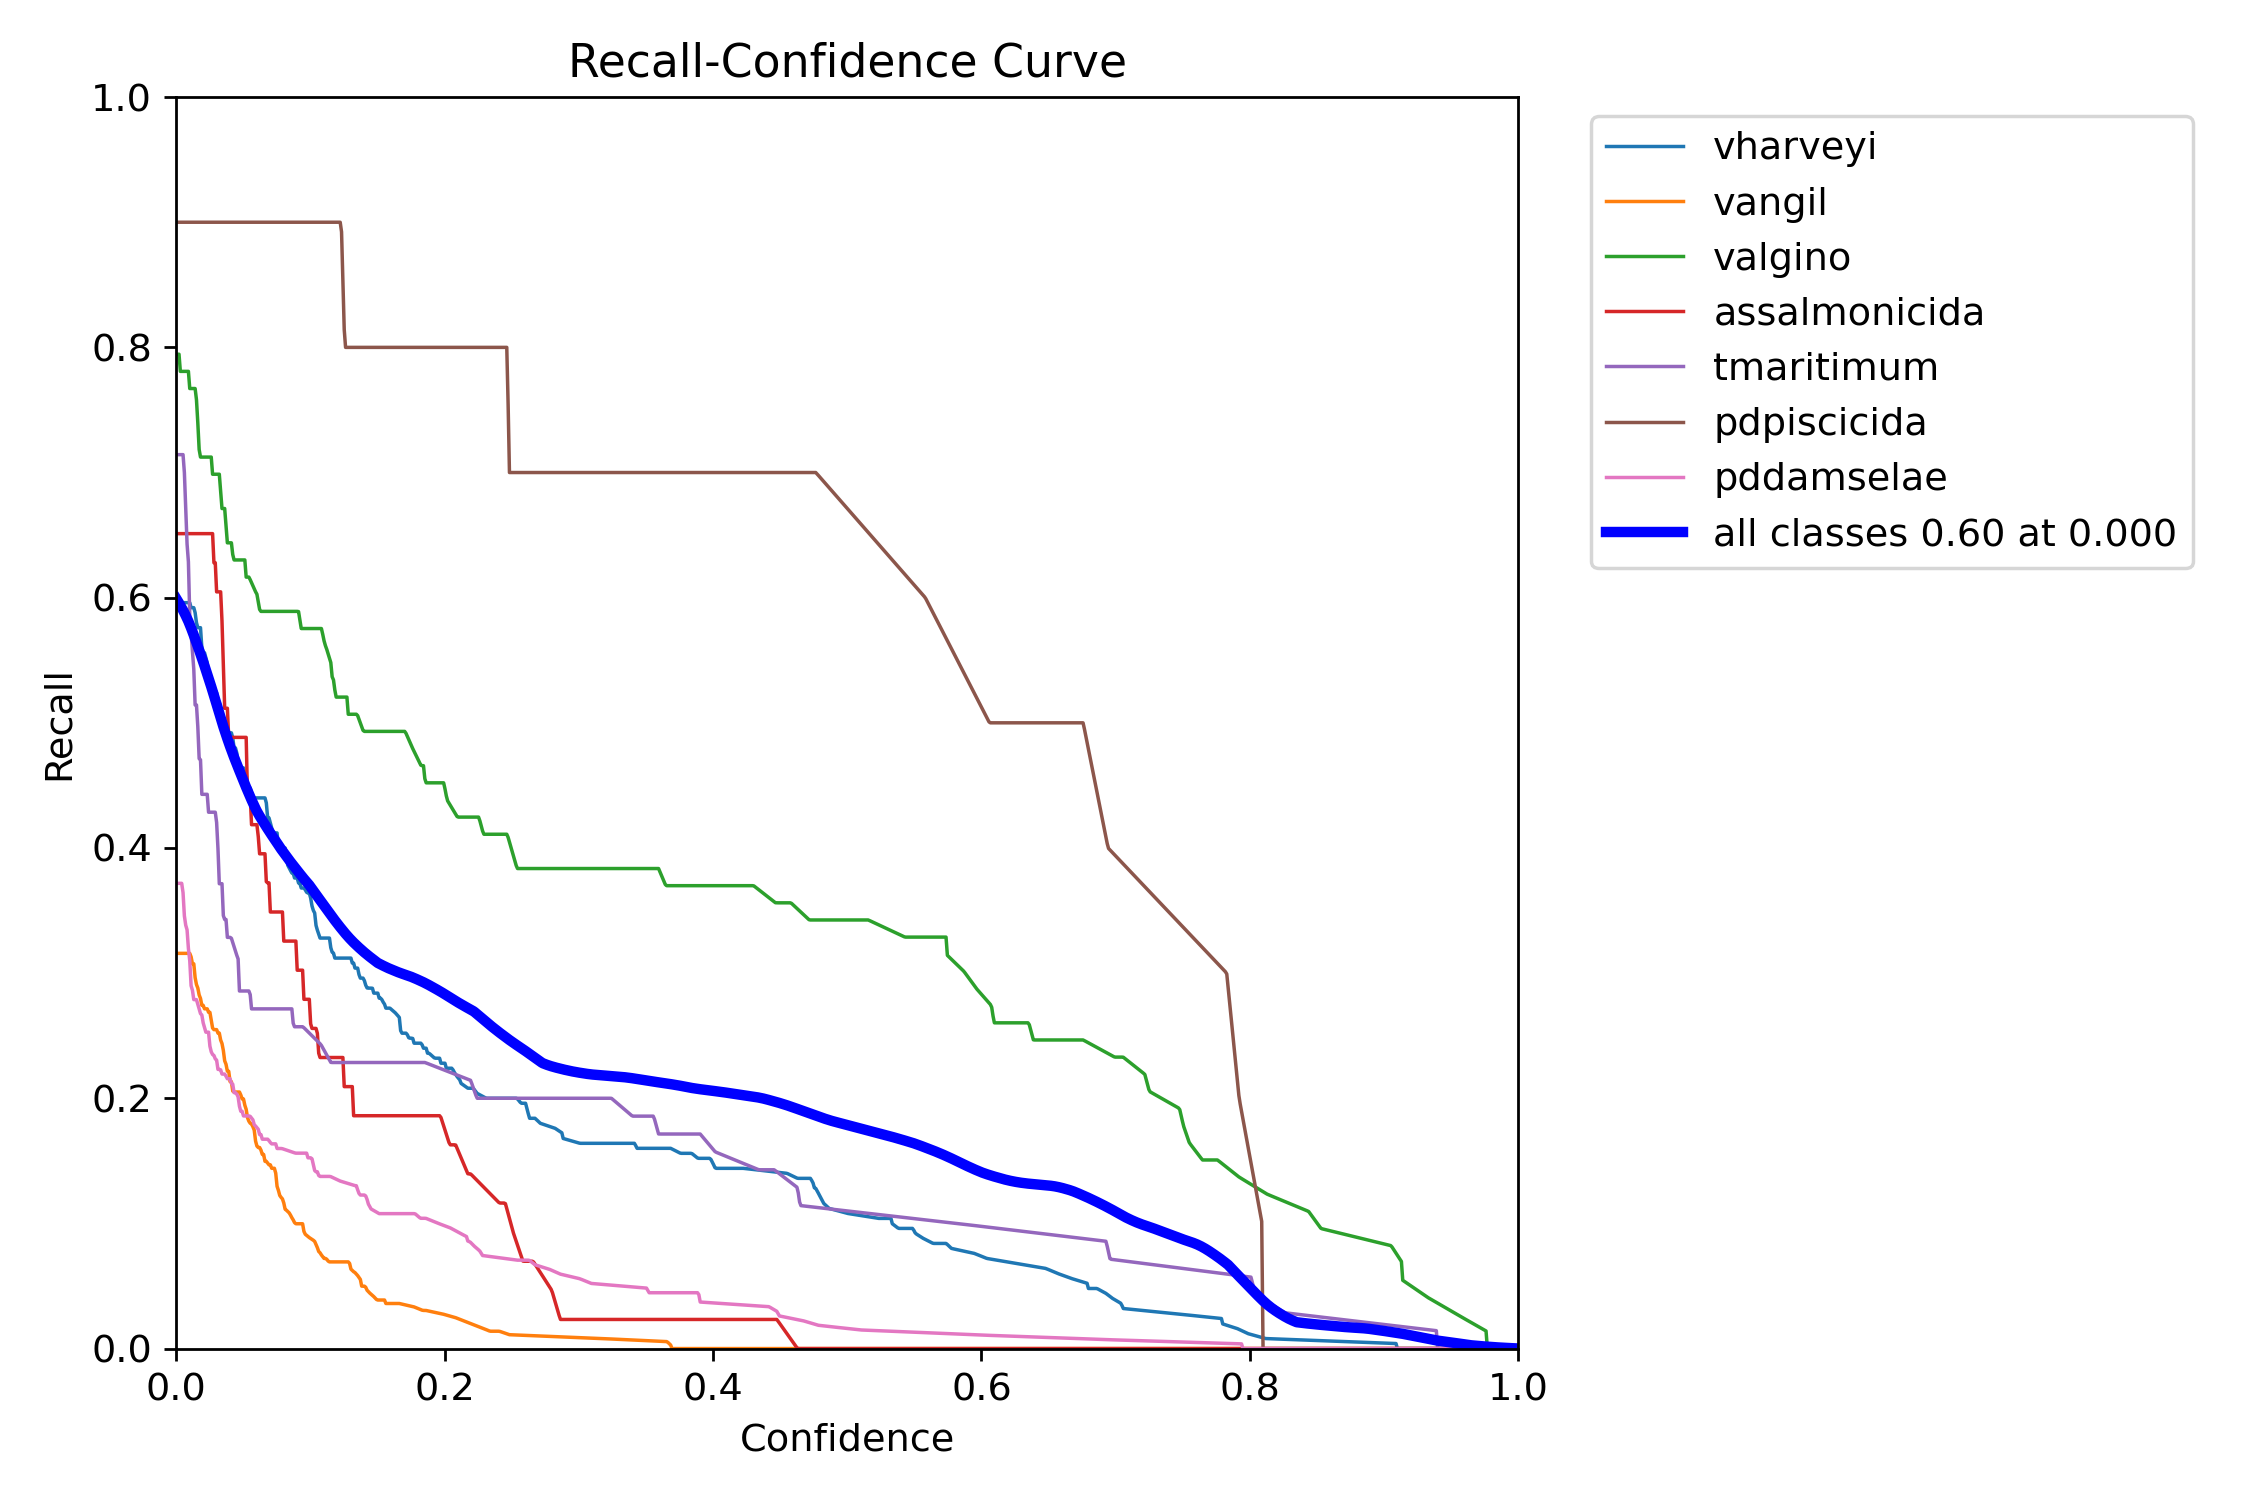 Recall-Confidence Curve
1.0
0.8
0.6
0.4
0.2
0.0
Recall
0.0 0.2 0.4 0.6 0.8 1.0
Confidence
vharveyi
vangil
valgino
assalmonicida
tmaritimum
pdpiscicida
pddamselae
all classes 0.60 at 0.000